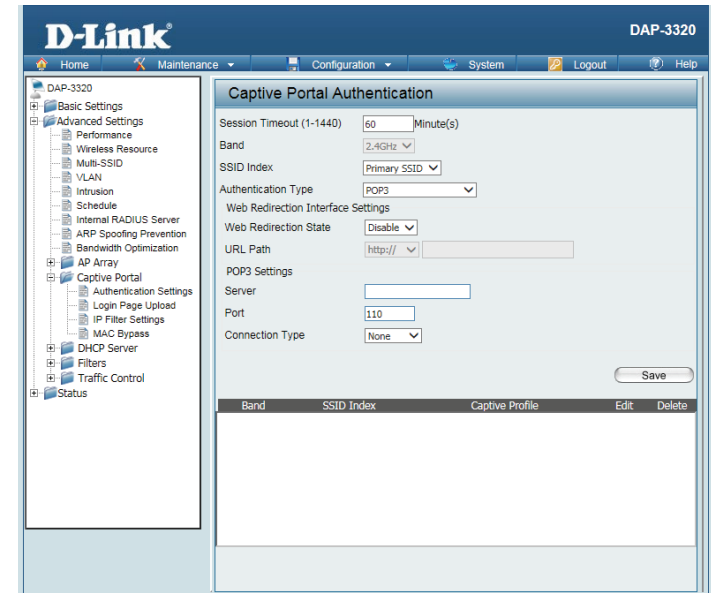 D-Link®
DAP-3320
Home Maintenance Configuration System Logout Help
DAP-3320
Basic Settings
Advanced Settings
Performance
Wireless Resource
Multi-SSID
VLAN
Intrusion
Schedule
Internal RADIUS Server
ARP Spoofing Prevention
Bandwidth Optimization
AP Array
Captive Portal
Authentication Settings
Login Page Upload
IP Filter Settings
MAC Bypass
DHCP Server
Filters
Traffic Control
Status
Captive Portal Authentication
Session Timeout (1-1440) 60 Minute(s)
Band 2.4GHz
SSID Index Primary SSID
Authentication Type POP3
Web Redirection Interface Settings
Web Redirection State Disable
URL Path http://
POP3 Settings
Server
Port 110
Connection Type None
Save
Band SSID Index Captive Profile Edit Delete